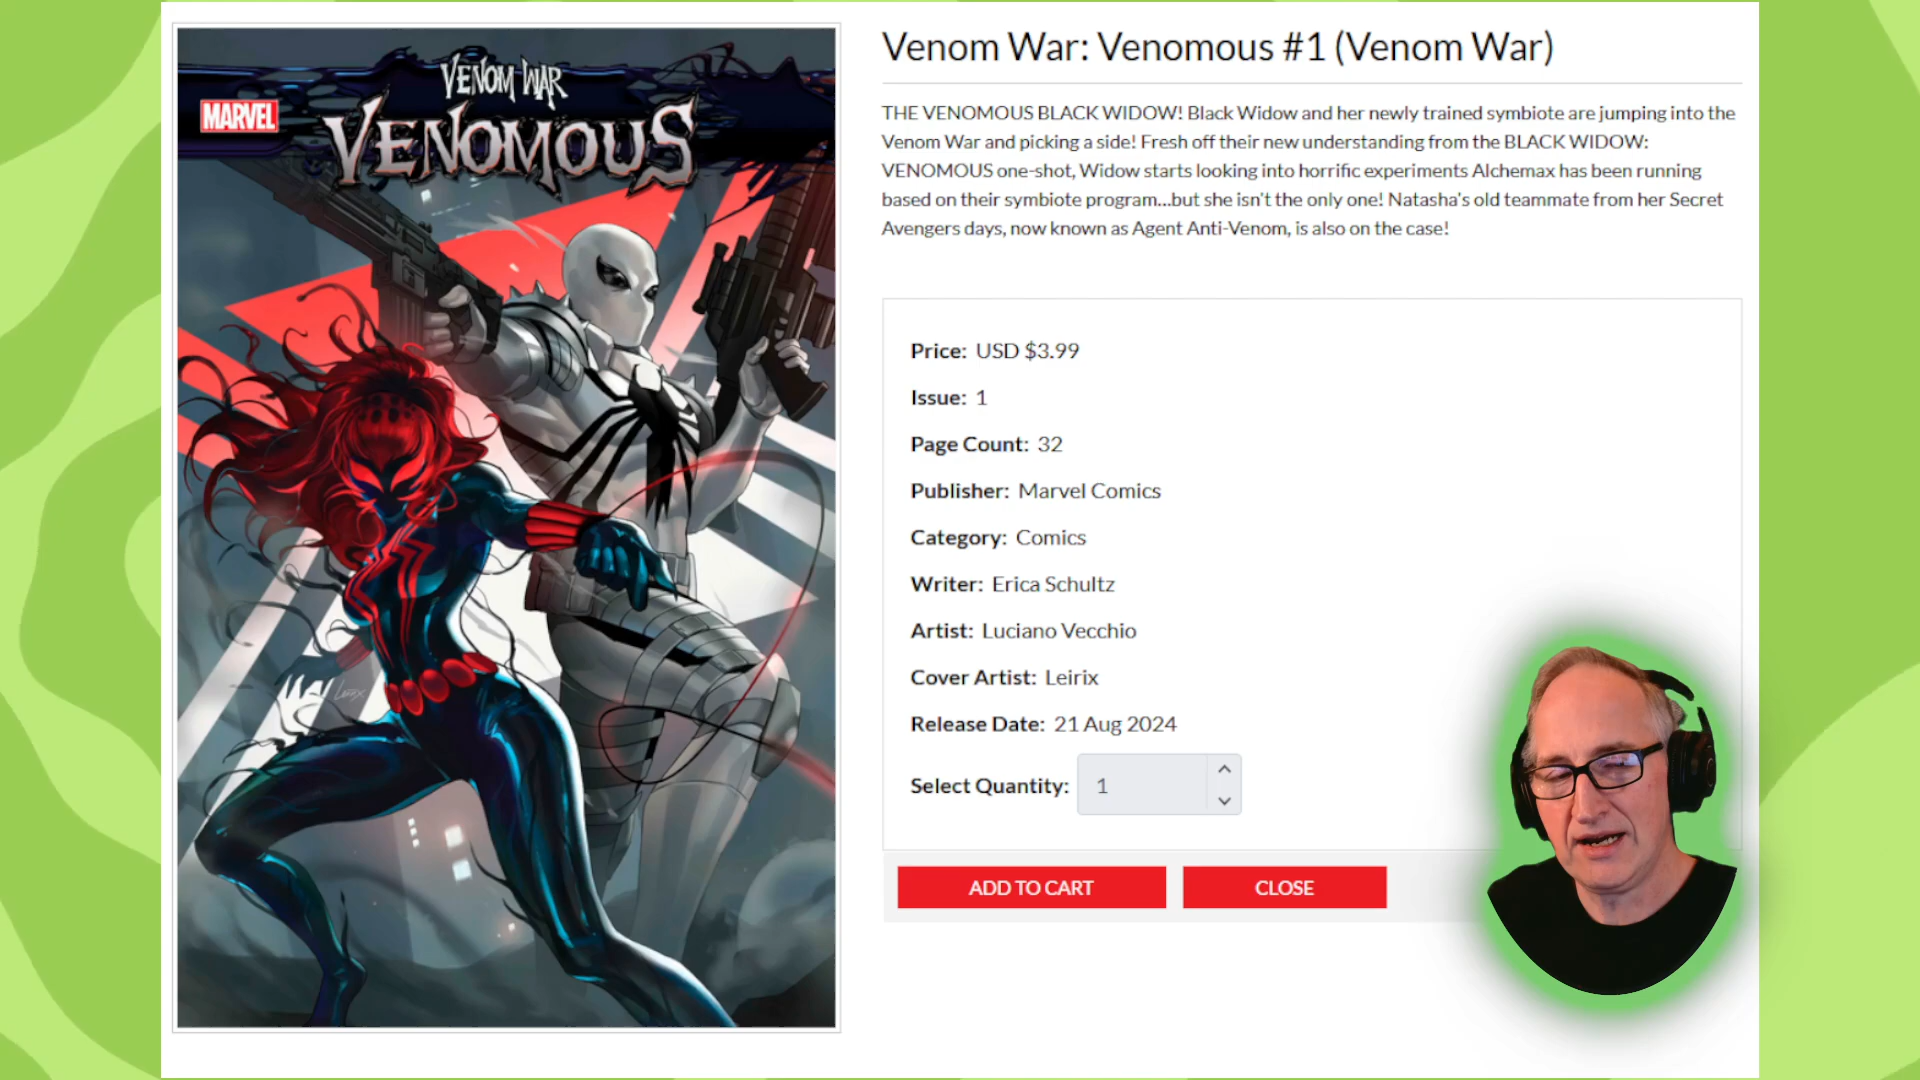 VENOM WAR
MARVEL
VENOMOUS
LEIRIX
Venom War: Venomous #1 (Venom War)
THE VENOMOUS BLACK WIDOW! Black Widow and her newly trained symbiote are jumping into the
Venom War and picking a side! Fresh off their new understanding from the BLACK WIDOW:
VENOMOUS one-shot, Widow starts looking into horrific experiments Alchemax has been running
based on their symbiote program...but she isn't the only one! Natasha's old teammate from her Secret
Avengers days, now known as Agent Anti-Venom, is also on the case!
Price: USD $3.99
Issue: 1
Page Count: 32
Publisher: Marvel Comics
Category: Comics
Writer: Erica Schultz
Artist: Luciano Vecchio
Cover Artist: Leirix
Release Date: 21 Aug 2024
Select Quantity: 1
ADD TO CART
CLOSE